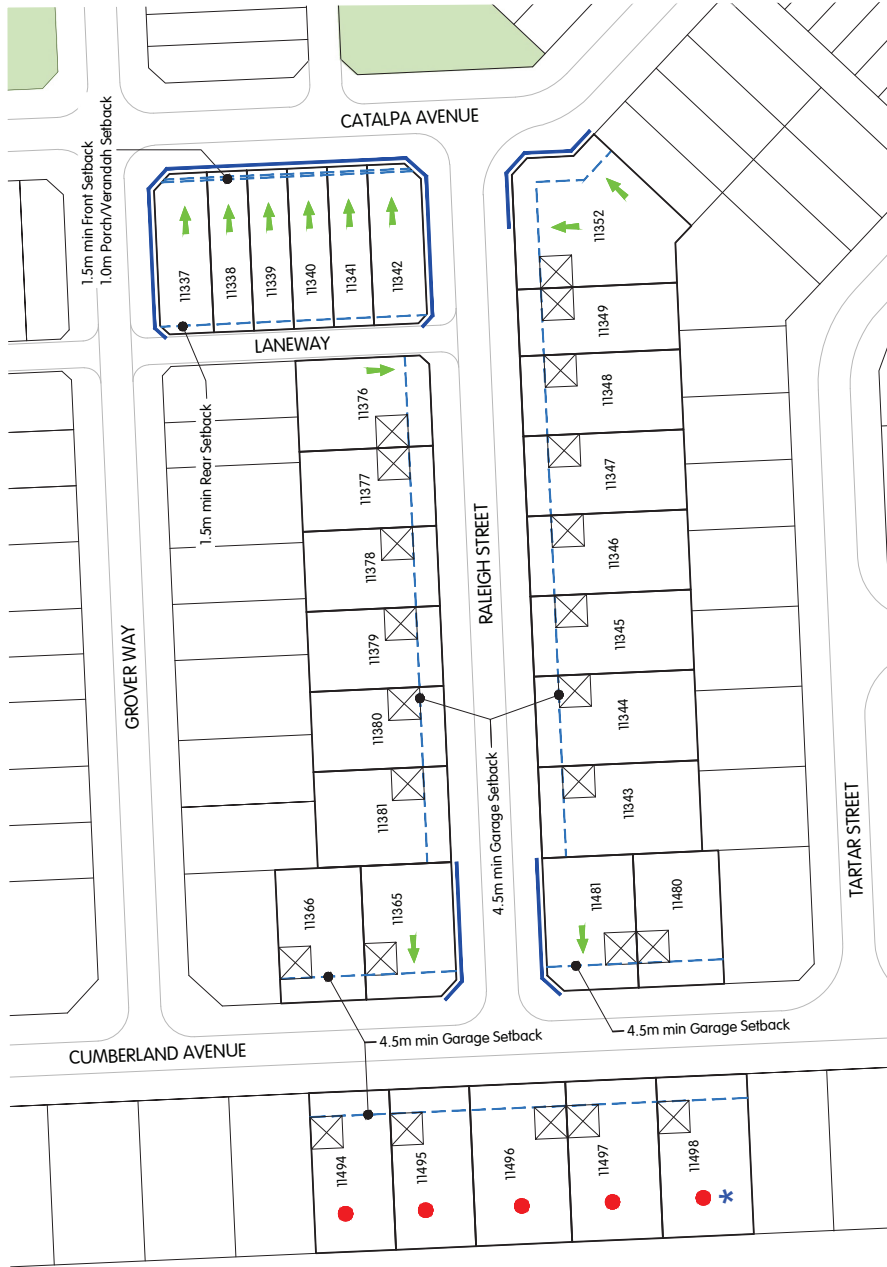 CATALPA AVENUE
1.5m min Front Setback
1.0m Porch/Verandah Setback
11337
11338
11339
11340
11341
11342
11352
11349
LANEWAY
11348
11376
1.5m min Rear Setback
11377
11347
RALEIGH STREET
11378
11346
11379
11345
GROVER WAY
11380
11344
11381
11343
4.5m min Garage Setback
TARTAR STREET
11366
11365
11481
11480
4.5m min Garage Setback
4.5m min Garage Setback
CUMBERLAND AVENUE
11494
11495
11496
11497
11498
*